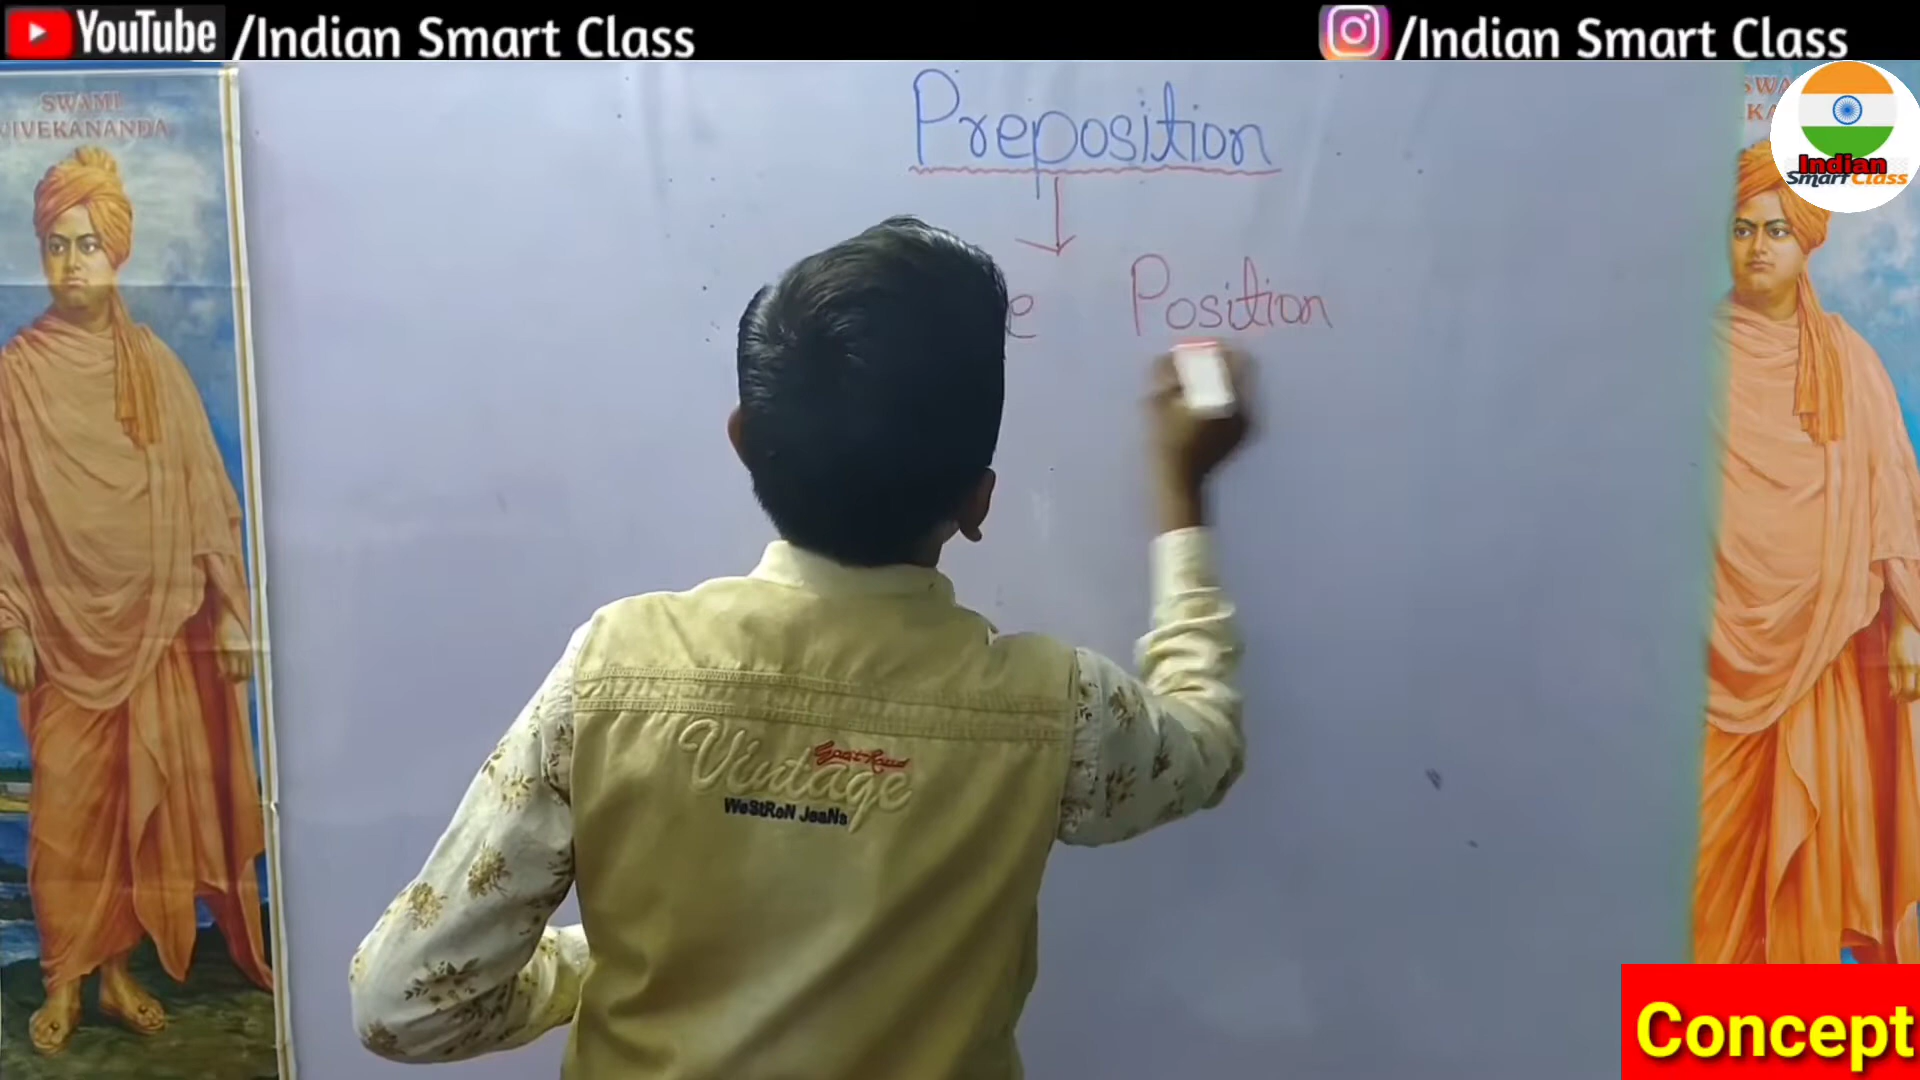 YouTube /Indian Smart Class
/Indian Smart Class
SWAMI
VIVEKANANDA
Indian
Smart Class
Preposition
e Position
Vintage
WeStRoN JeaNs
Concept